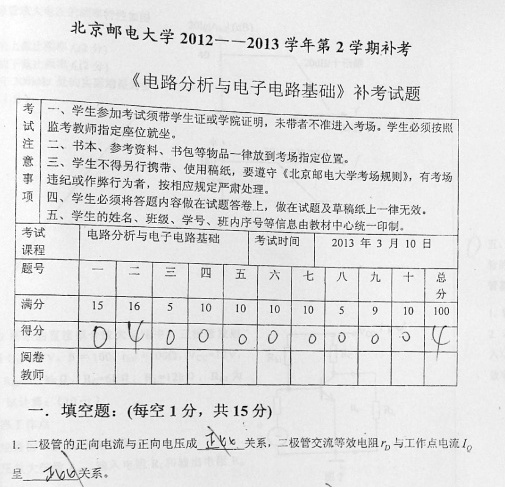 北京邮电大学 2012——2013 学年第 2 学期补考
《电路分析与电子电路基础》补考试题
考试注意事项
一、学生参加考试须带学生证或学院证明，未带者不准进入考场。学生必须按照
监考教师指定座位就坐。
二、书本、参考资料、书包等物品一律放到考场指定位置。
三、学生不得另行携带、使用稿纸，要遵守《北京邮电大学考场规则》，有考场
违纪或作弊行为者，按相应规定严肃处理。
四、学生必须将答题内容做在试题答卷上，做在试题及草稿纸上一律无效。
五、学生的姓名、班级、学号、班内序号等信息由教材中心统一印制。
考试课程 电路分析与电子电路基础 考试时间 2013 年 3 月 10 日
题号 一 二 三 四 五 六 七 八 九 十 总分
满分 15 16 5 10 10 10 10 5 9 10 100
得分 0 4 0 0 0 0 0 0 0 0 4
阅卷教师
一．填空题：(每空 1 分，共 15 分)
1. 二极管的正向电流与正向电压成 正比 关系，二极管交流等效电阻 rD 与工作点电流 IQ
呈 正比 关系。